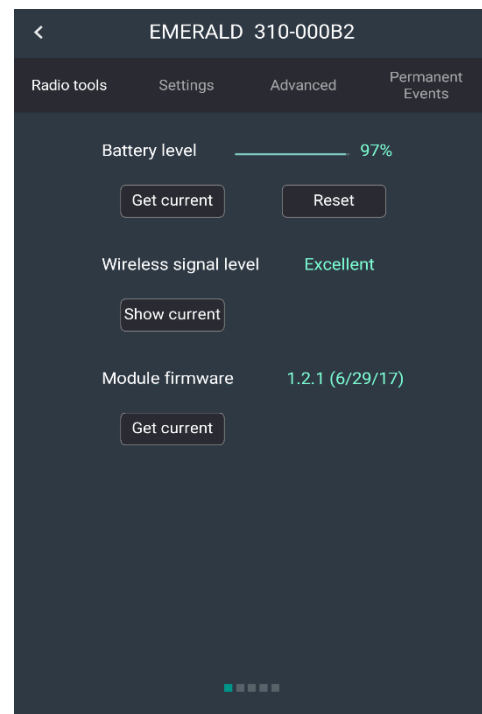 EMERALD 310-000B2
Radio tools Settings Advanced Permanent
Events
Battery level 97%
Get current Reset
Wireless signal level Excellent
Show current
Module firmware 1.2.1 (6/29/17)
Get current